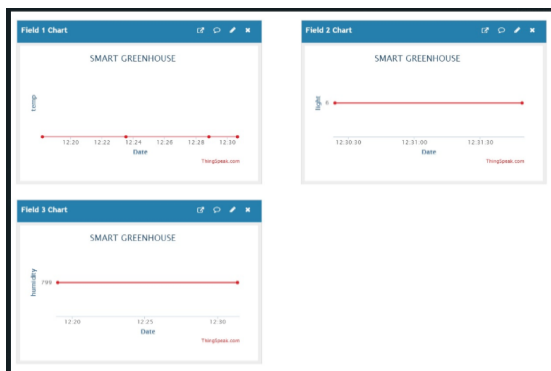 Field 1 Chart
SMART GREENHOUSE
temp
12:20 12:22 12:24 12:26 12:28 12:30
Date
ThingSpeak.com
Field 2 Chart
SMART GREENHOUSE
light
6
12:30:30 12:31:00 12:31:30
Date
ThingSpeak.com
Field 3 Chart
SMART GREENHOUSE
humidity
799
12:20 12:25 12:30
Date
ThingSpeak.com